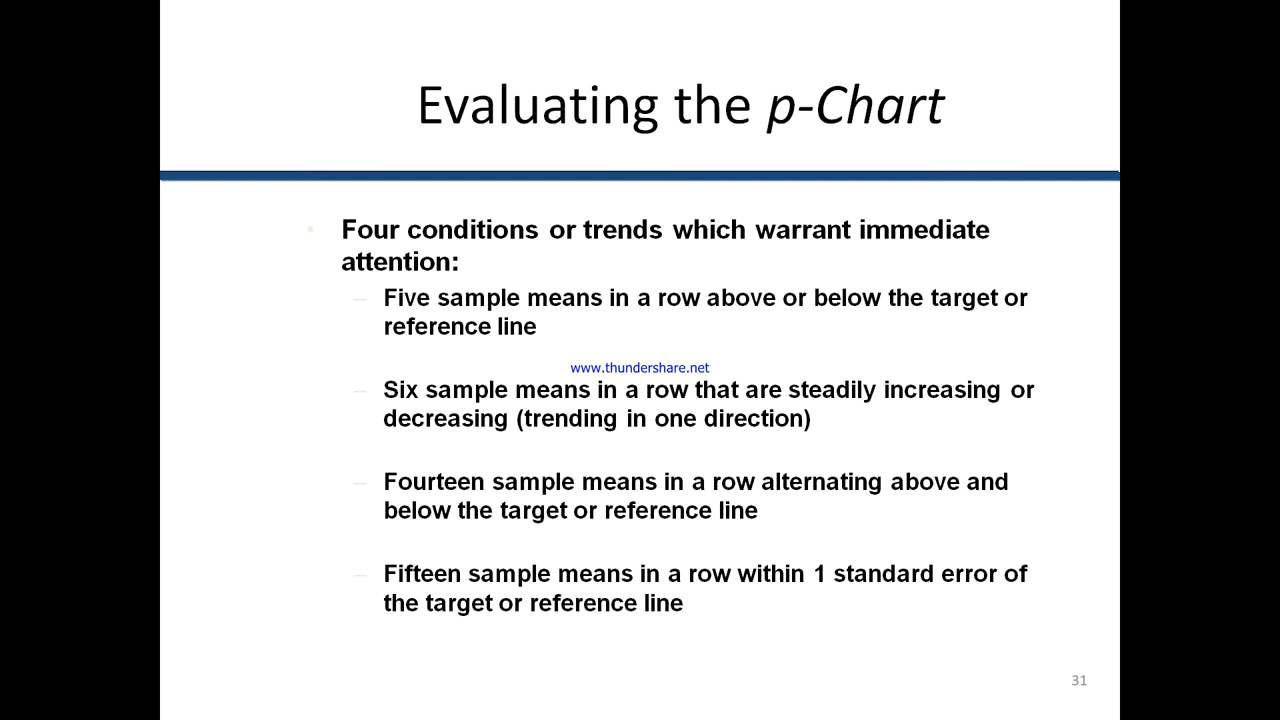 Evaluating the p-Chart
• Four conditions or trends which warrant immediate
attention:
– Five sample means in a row above or below the target or
reference line
www.thundershare.net
– Six sample means in a row that are steadily increasing or
decreasing (trending in one direction)
– Fourteen sample means in a row alternating above and
below the target or reference line
– Fifteen sample means in a row within 1 standard error of
the target or reference line
31